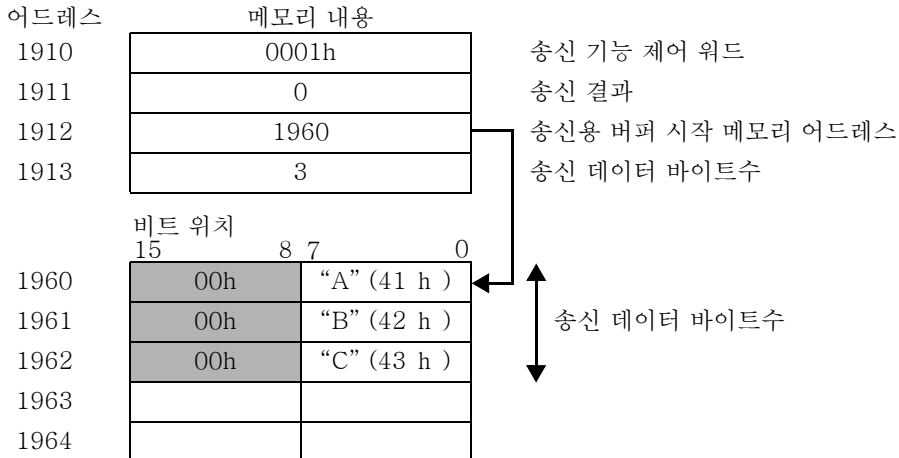 어드레스 메모리 내용
1910 0001h 송신 기능 제어 워드
1911 0 송신 결과
1912 1960 송신용 버퍼 시작 메모리 어드레스
1913 3 송신 데이터 바이트수
비트 위치
15 8 7 0
1960 00h “A” (41 h )
1961 00h “B” (42 h ) 송신 데이터 바이트수
1962 00h “C” (43 h )
1963
1964